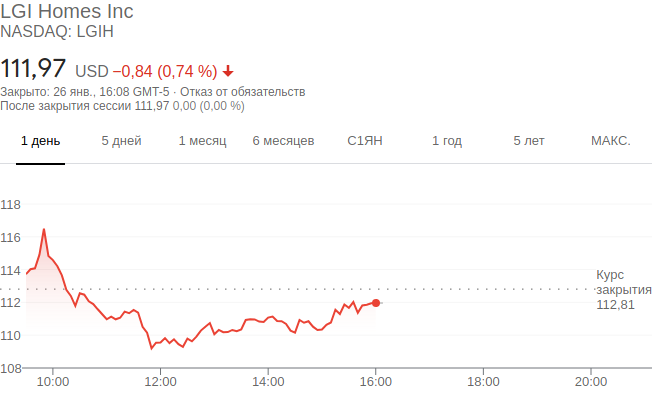 LGI Homes Inc
NASDAQ: LGIH
111,97 USD −0,84 (0,74 %)
Закрыто: 26 янв., 16:08 GMT-5 · Отказ от обязательств
После закрытия сессии 111,97 0,00 (0,00 %)
1 день 5 дней 1 месяц 6 месяцев С1ЯН 1 год 5 лет МАКС.
118
116
114
112
110
108
Курс
закрытия
112,81
10:00 12:00 14:00 16:00 18:00 20:00